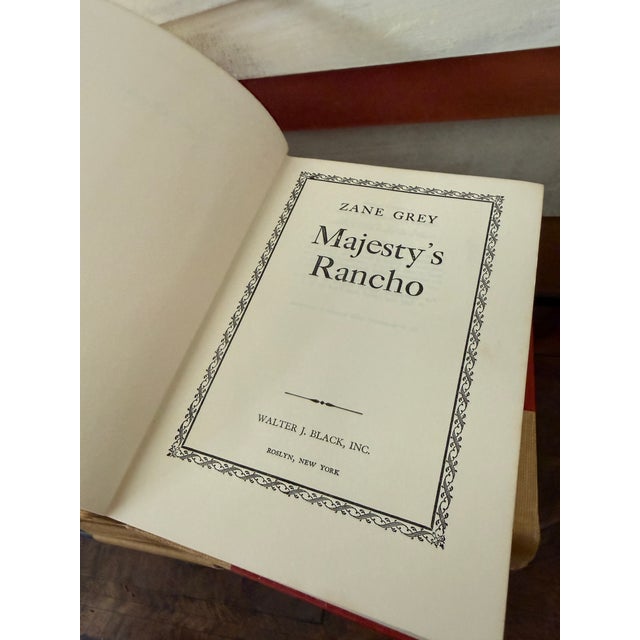 ZANE GREY
Majesty's
Rancho
WALTER J. BLACK, INC.
ROSLYN, NEW YORK